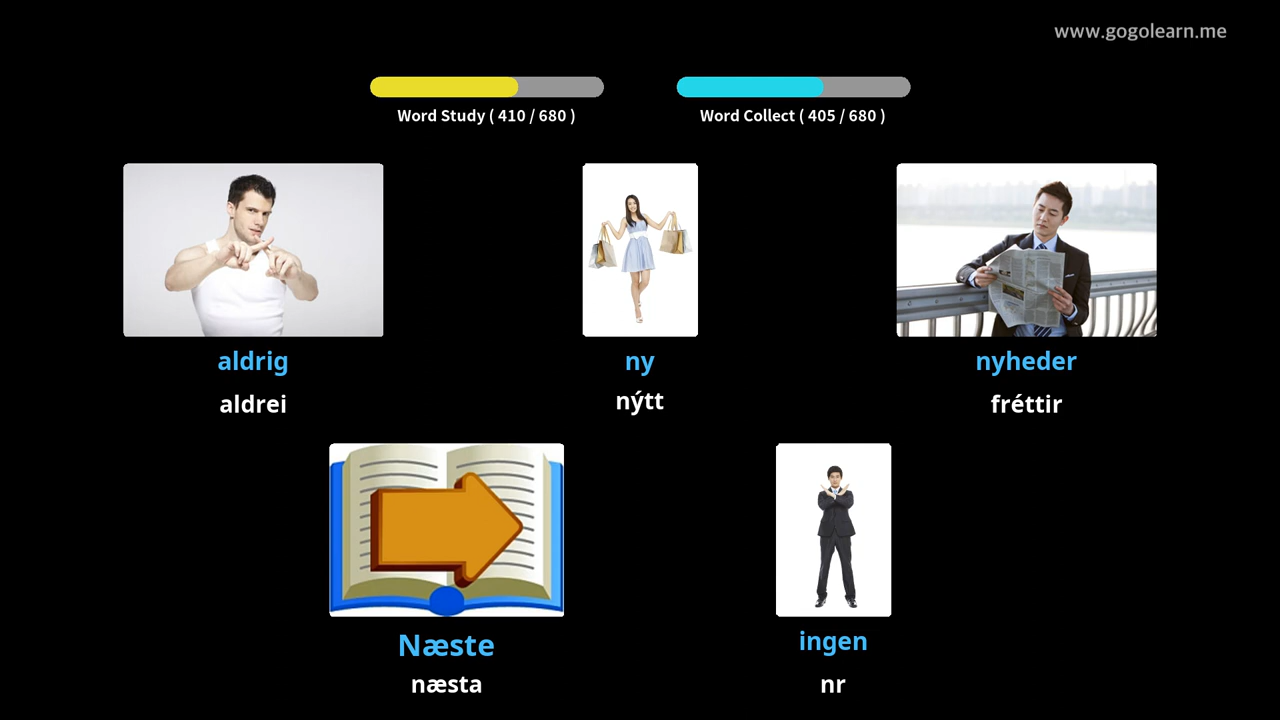 www.gogolearn.me
Word Study ( 410 / 680 )
Word Collect ( 405 / 680 )
aldrig
aldrei
ny
nýtt
nyheder
fréttir
Næste
næsta
ingen
nr